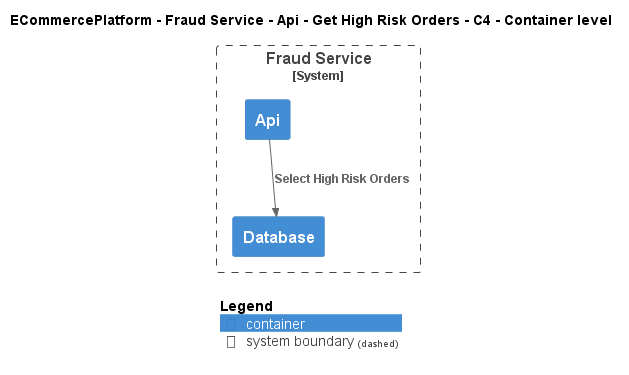 ECommercePlatform - Fraud Service - Api - Get High Risk Orders - C4 - Container level
Fraud Service
[System]
Api
Select High Risk Orders
Database
Legend
container
system boundary (dashed)